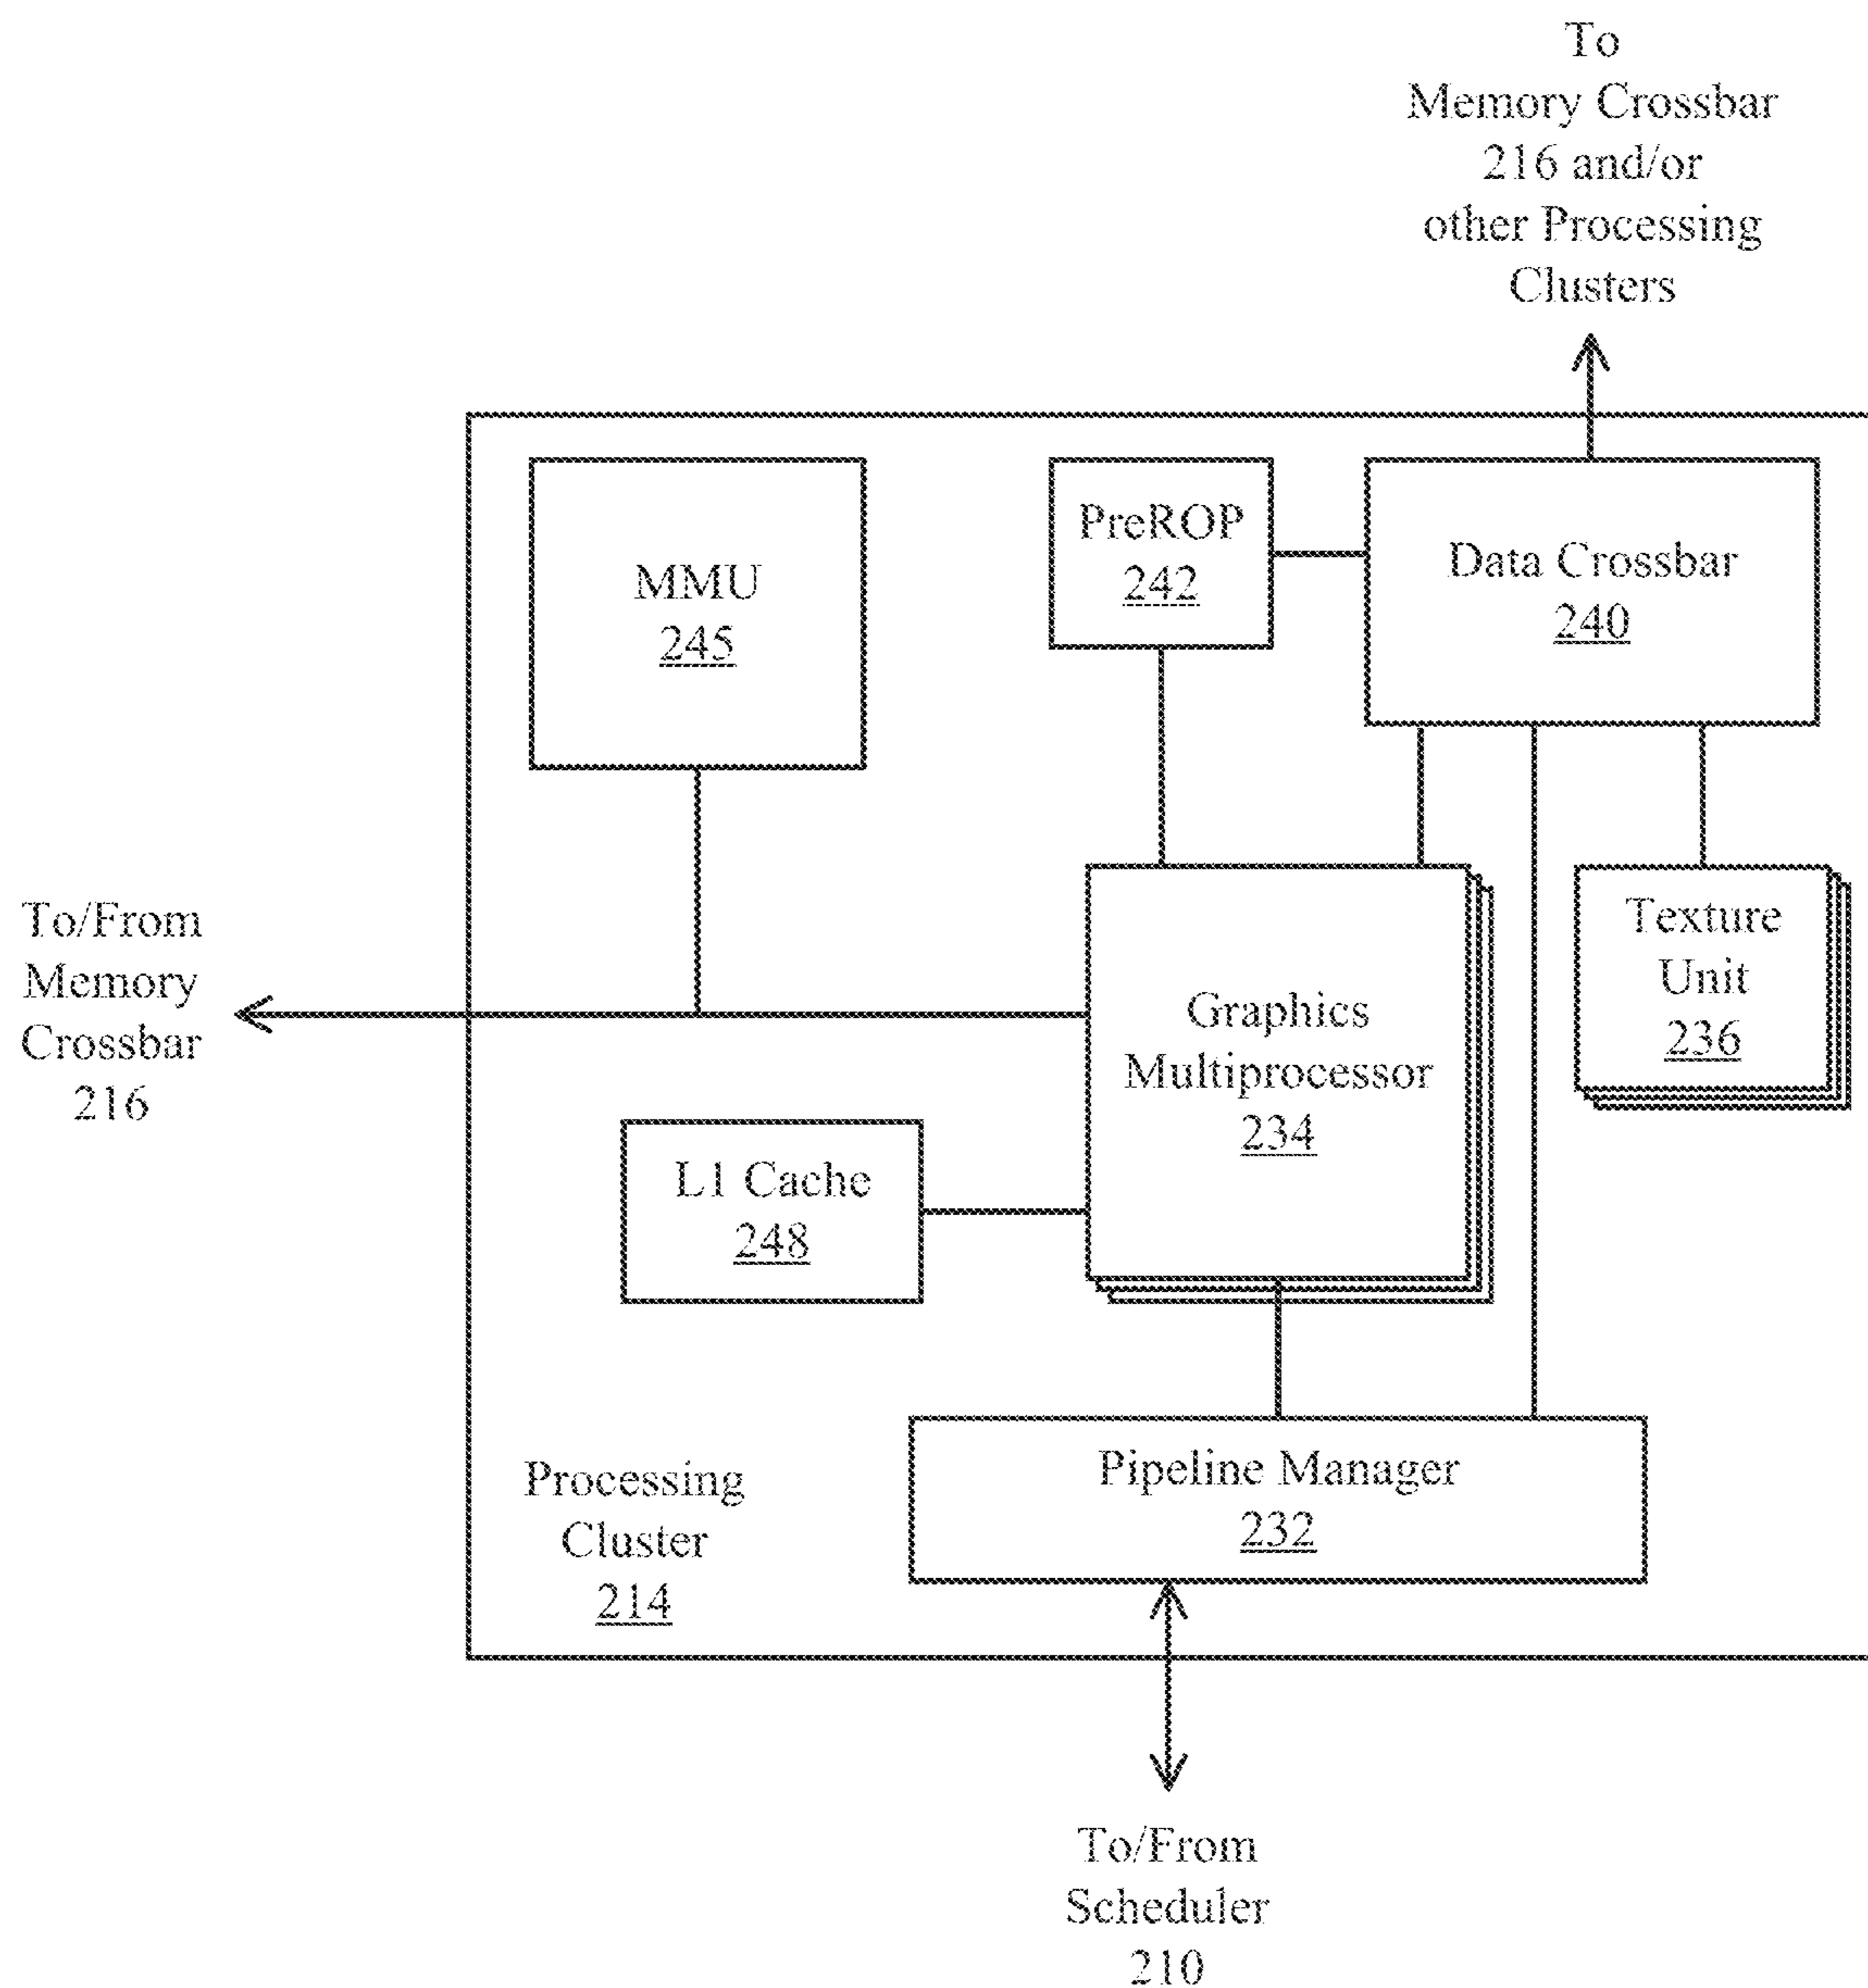 To
Memory Crossbar
216 and/or
other Processing
Clusters
MMU
245
PreROP
242
Data Crossbar
240
To/From
Memory
Crossbar
216
Graphics
Multiprocessor
234
Texture
Unit
236
L1 Cache
248
Processing
Cluster
214
Pipeline Manager
232
To/From
Scheduler
210